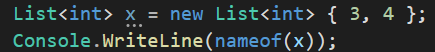 List<int> x = new List<int> { 3, 4 };
Console.WriteLine(nameof(x));